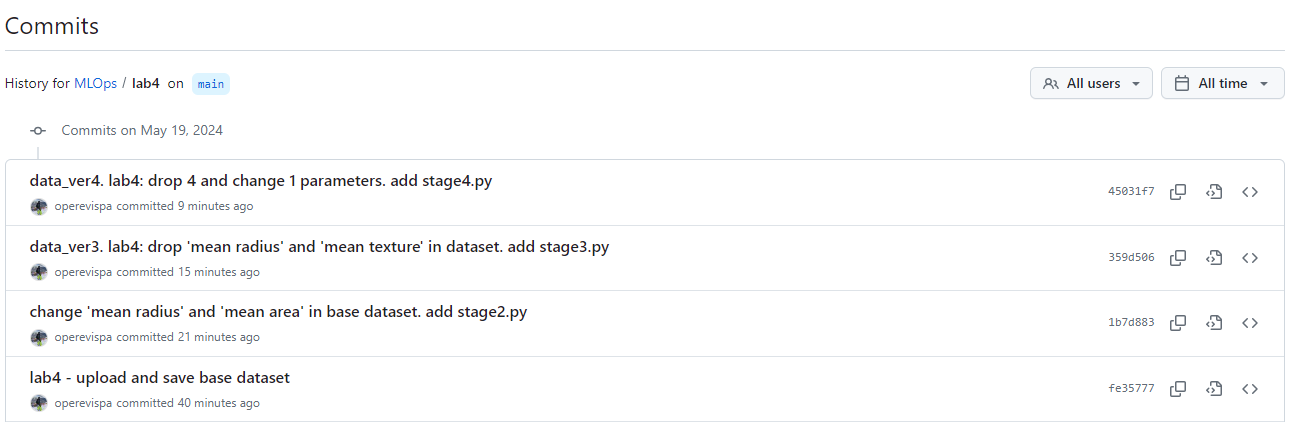 Commits
History for MLOps / lab4 on main
All users
All time
Commits on May 19, 2024
data_ver4. lab4: drop 4 and change 1 parameters. add stage4.py
45031f7
operevispa committed 9 minutes ago
data_ver3. lab4: drop 'mean radius' and 'mean texture' in dataset. add stage3.py
359d506
operevispa committed 15 minutes ago
change 'mean radius' and 'mean area' in base dataset. add stage2.py
1b7d883
operevispa committed 21 minutes ago
lab4 - upload and save base dataset
fe35777
operevispa committed 40 minutes ago